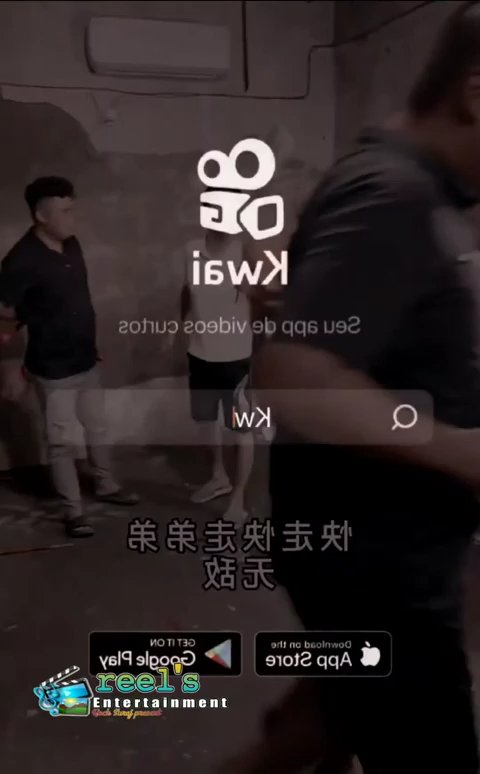 Kwai
Seu app de vídeos curtos
Kw
快走快走弟弟
无敌
Download on the
App Store
GET IT ON
Google Play
reel's
Entertainment